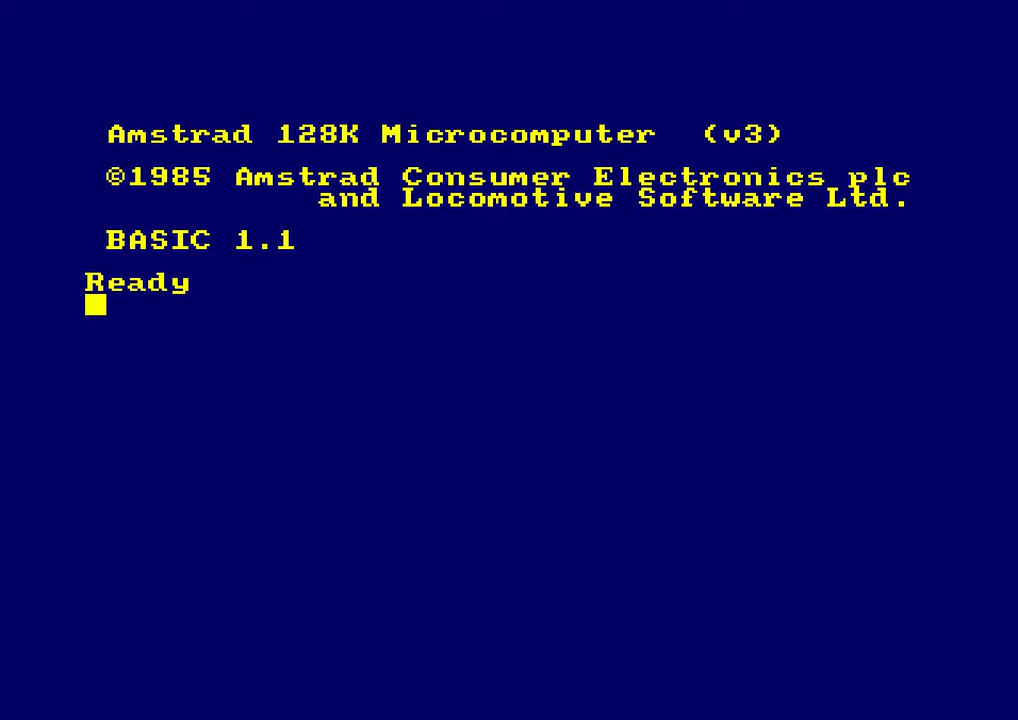 Amstrad 128K Microcomputer  (v3)
©1985 Amstrad Consumer Electronics plc
and Locomotive Software Ltd.
BASIC 1.1
Ready